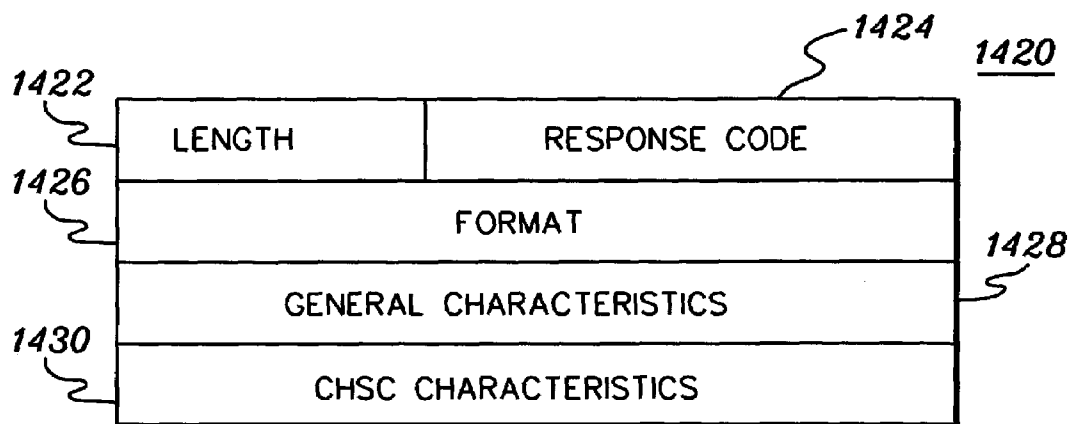 1424
1420
1422
LENGTH
RESPONSE CODE
1426
FORMAT
1428
GENERAL CHARACTERISTICS
1430
CHSC CHARACTERISTICS